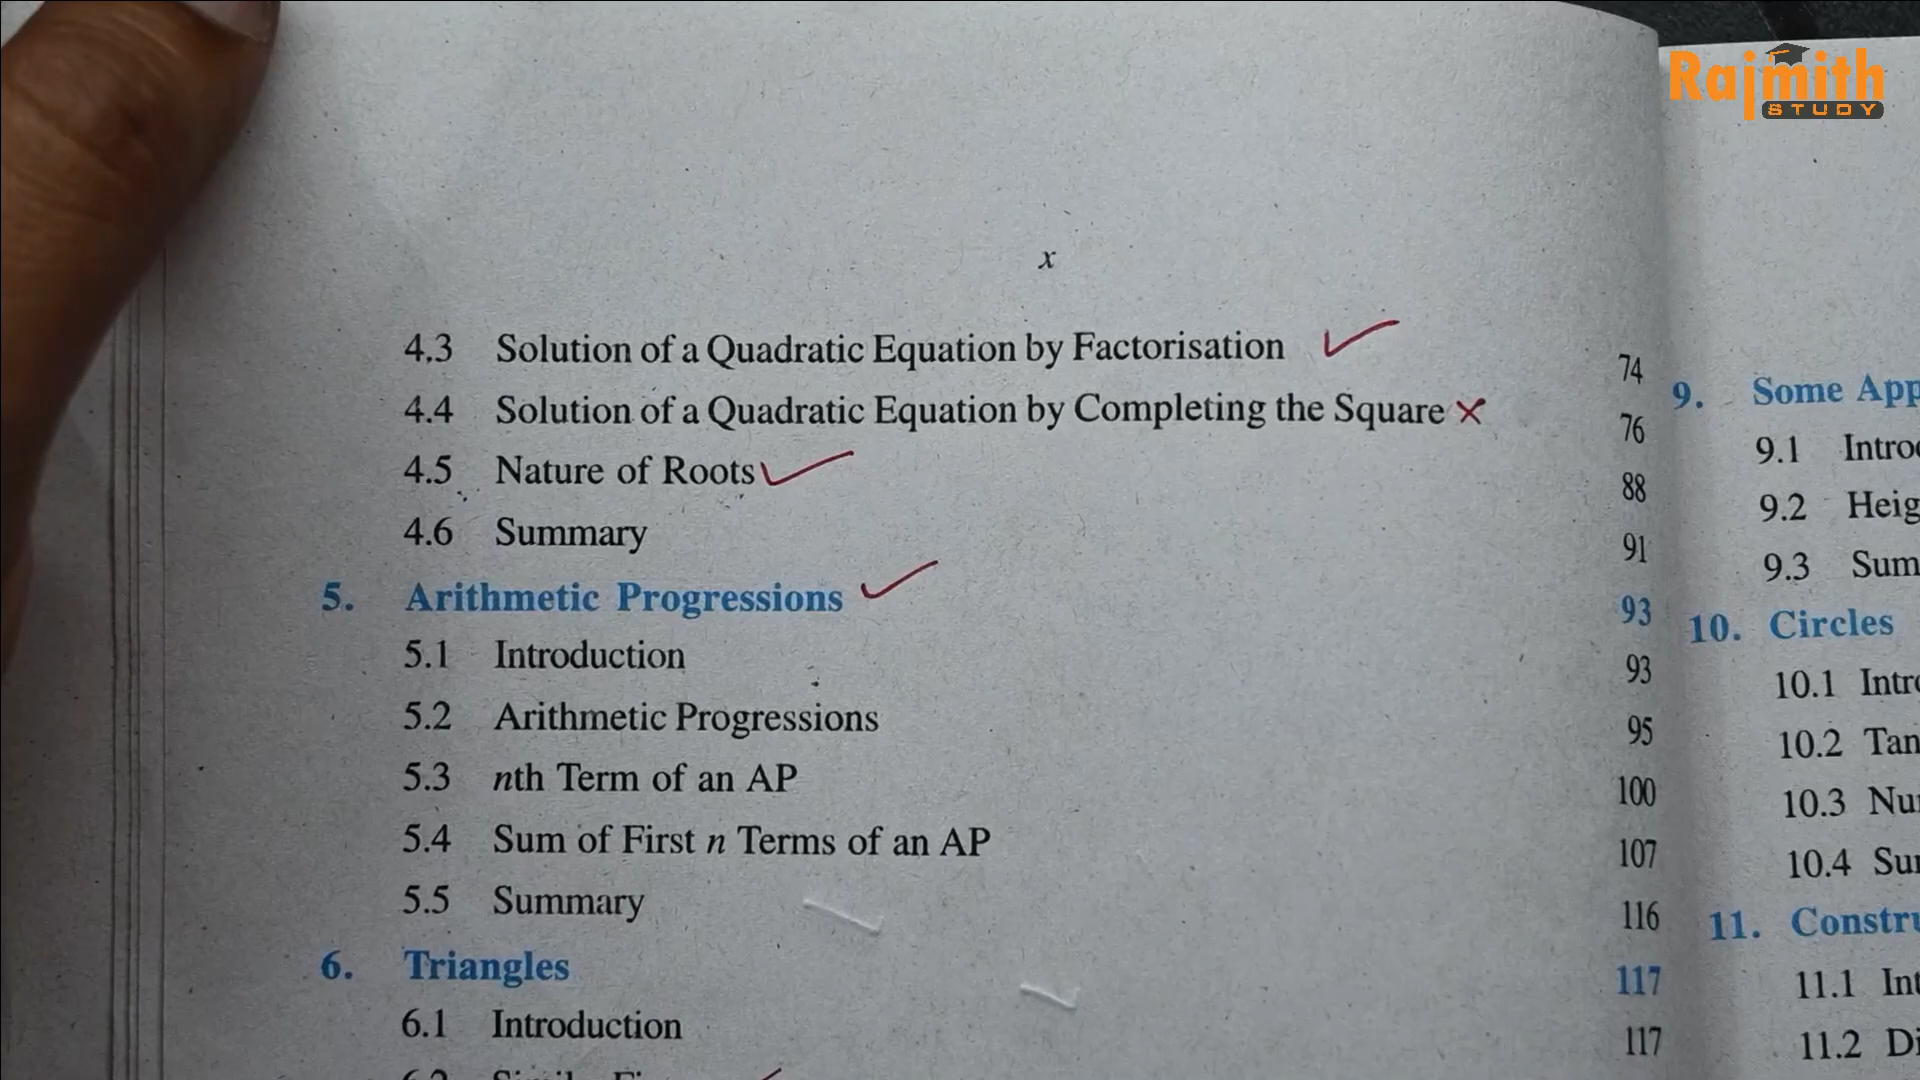 Rajmith
STUDY
x
4.3 Solution of a Quadratic Equation by Factorisation 74
4.4 Solution of a Quadratic Equation by Completing the Square 76
4.5 Nature of Roots 88
4.6 Summary 91
5. Arithmetic Progressions 93
5.1 Introduction 93
5.2 Arithmetic Progressions 95
5.3 nth Term of an AP 100
5.4 Sum of First n Terms of an AP 107
5.5 Summary 116
6. Triangles 117
6.1 Introduction 117
9. Some App
9.1 Intro
9.2 Heig
9.3 Sum
10. Circles
10.1 Intro
10.2 Tan
10.3 Nu
10.4 Su
11. Constru
11.1 Int
11.2 Di